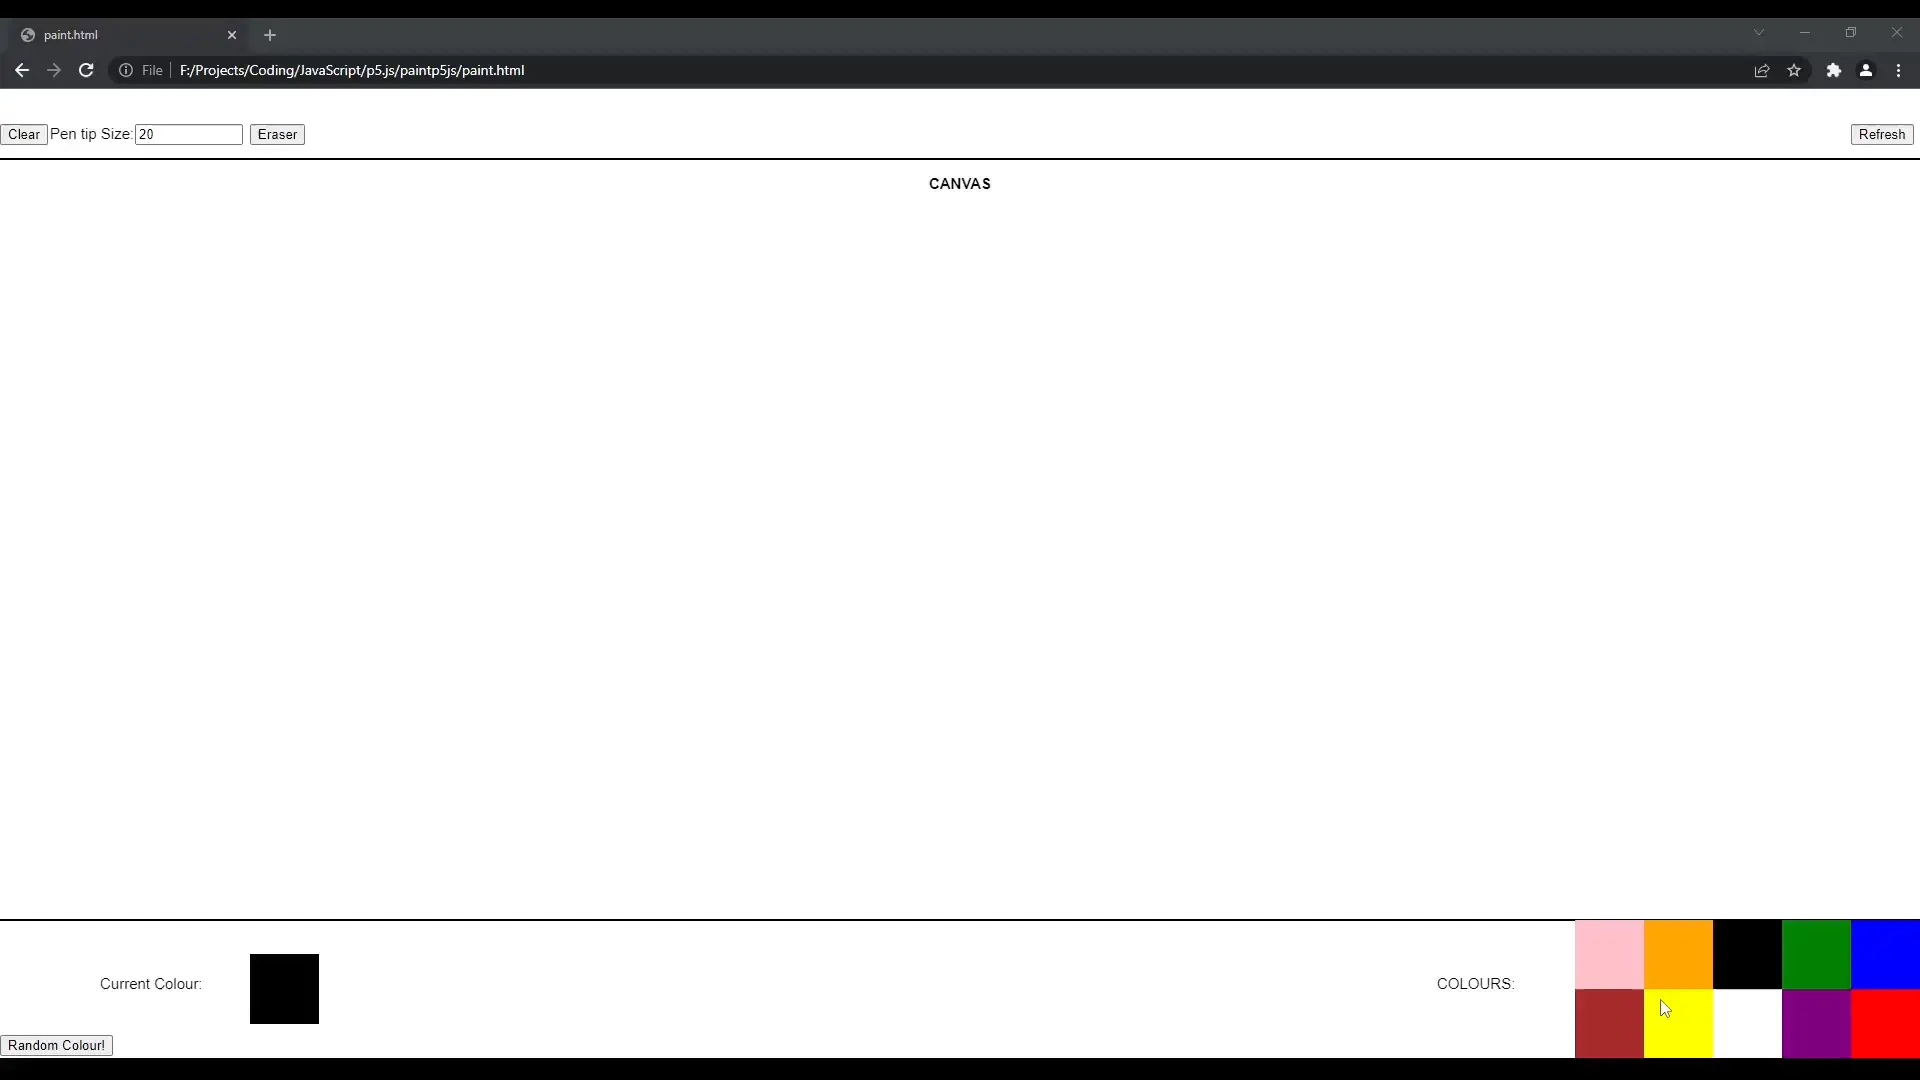 paint.html
File F:/Projects/Coding/JavaScript/p5.js/paintp5js/paint.html
Clear Pen tip Size: 20 Eraser Refresh
CANVAS
Current Colour: COLOURS:
Random Colour!